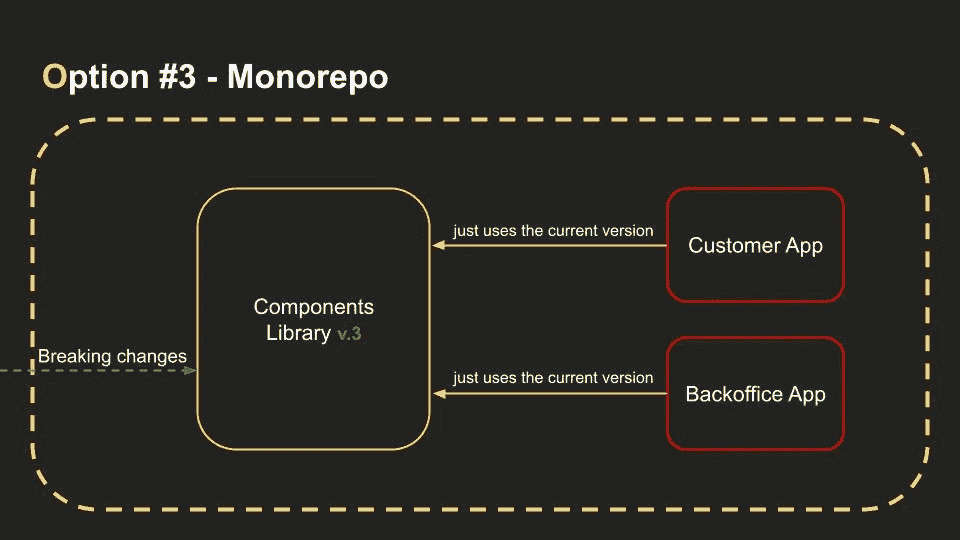 Option #3 - Monorepo
just uses the current version
Customer App
Components
Library v.3
Breaking changes
just uses the current version
Backoffice App